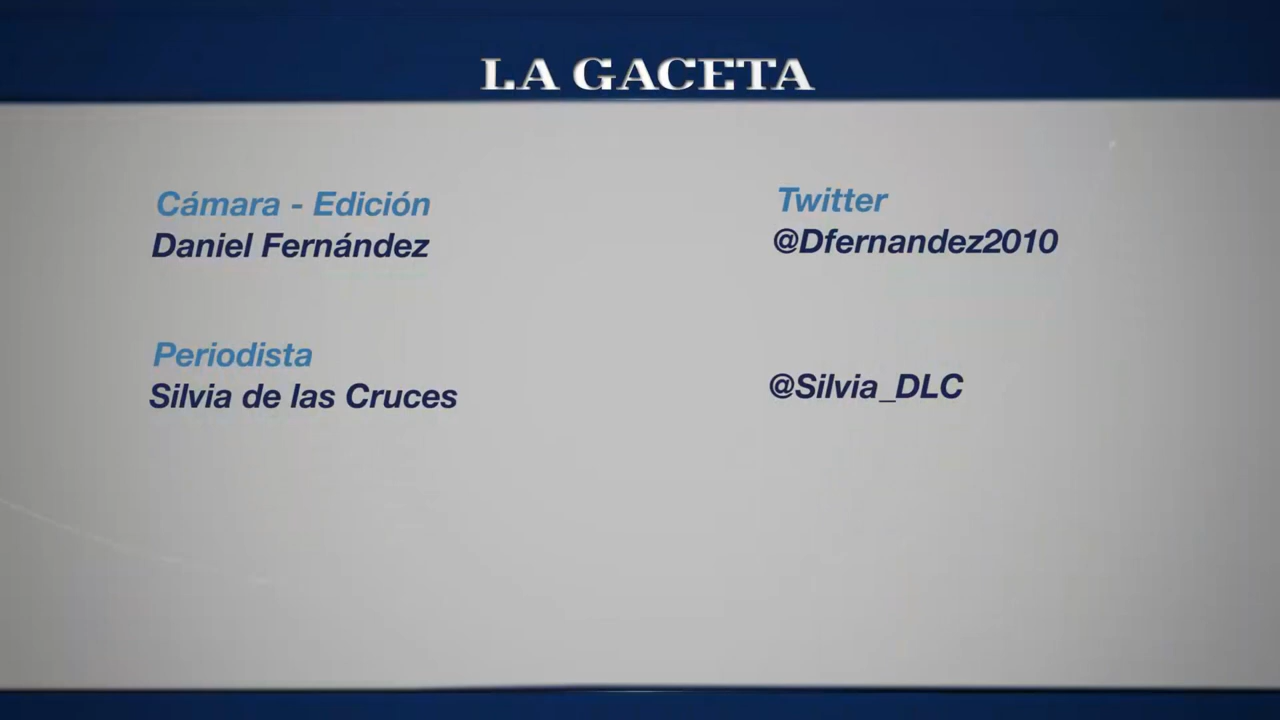 LA GACETA
Cámara - Edición
Daniel Fernández
Twitter
@Dfernandez2010
Periodista
Silvia de las Cruces
@Silvia_DLC